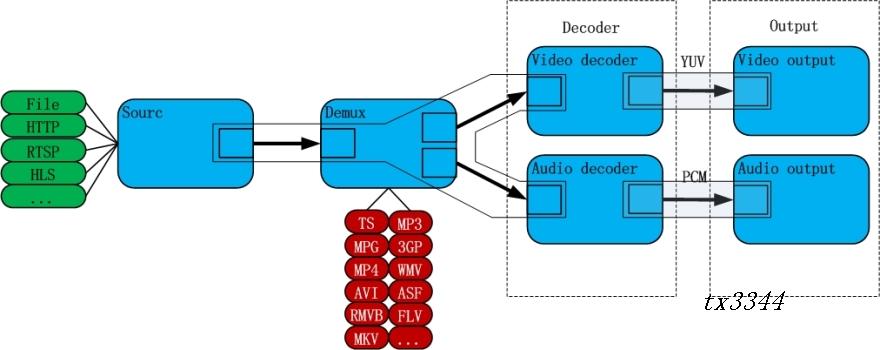 Decoder
Output
Video decoder
YUV
Video output
File
HTTP
RTSP
HLS
...
Sourc
Demux
Audio decoder
PCM
Audio output
TS
MP3
MPG
3GP
MP4
WMV
AVI
ASF
RMVB
FLV
MKV
...
tx3344